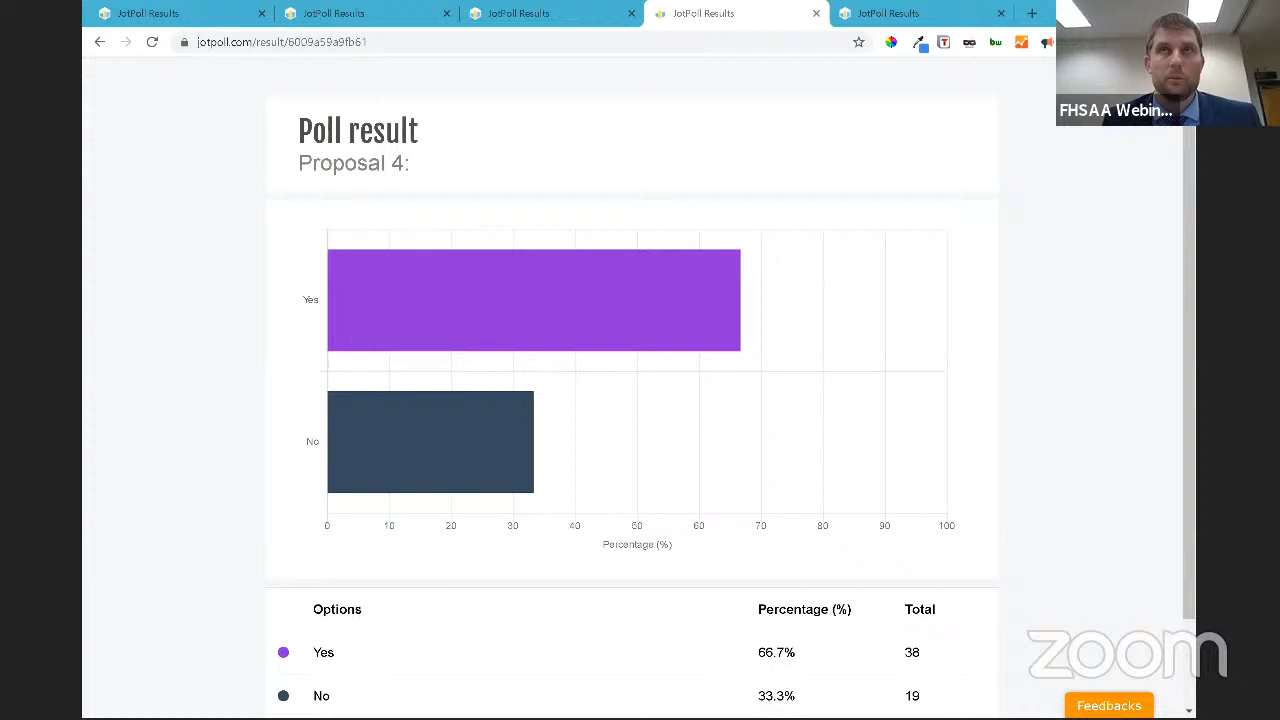 JotPoll Results
JotPoll Results
JotPoll Results
JotPoll Results
JotPoll Results
jotpoll.com/result/6009a59a9fb61
T
bw
FHSAA Webin...
Poll result
Proposal 4:
Yes
No
0 10 20 30 40 50 60 70 80 90 100
Percentage (%)
Options Percentage (%) Total
Yes 66.7% 38
No 33.3% 19
zoom
Feedbacks